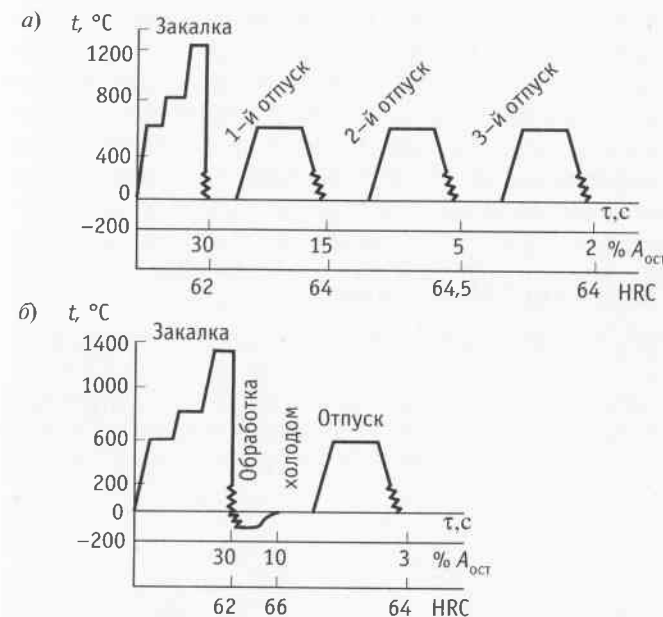 а) t, °C
Закалка
1200
800
400
0
−200
1–й отпуск
2–й отпуск
3–й отпуск
τ,с
30 15 5 2 % Аост
62 64 64,5 64 HRC
б) t, °C
Закалка
1400
1000
600
200
0
−200
Обработка
холодом
Отпуск
τ,с
30 10 3 % Аост
62 66 64 HRC